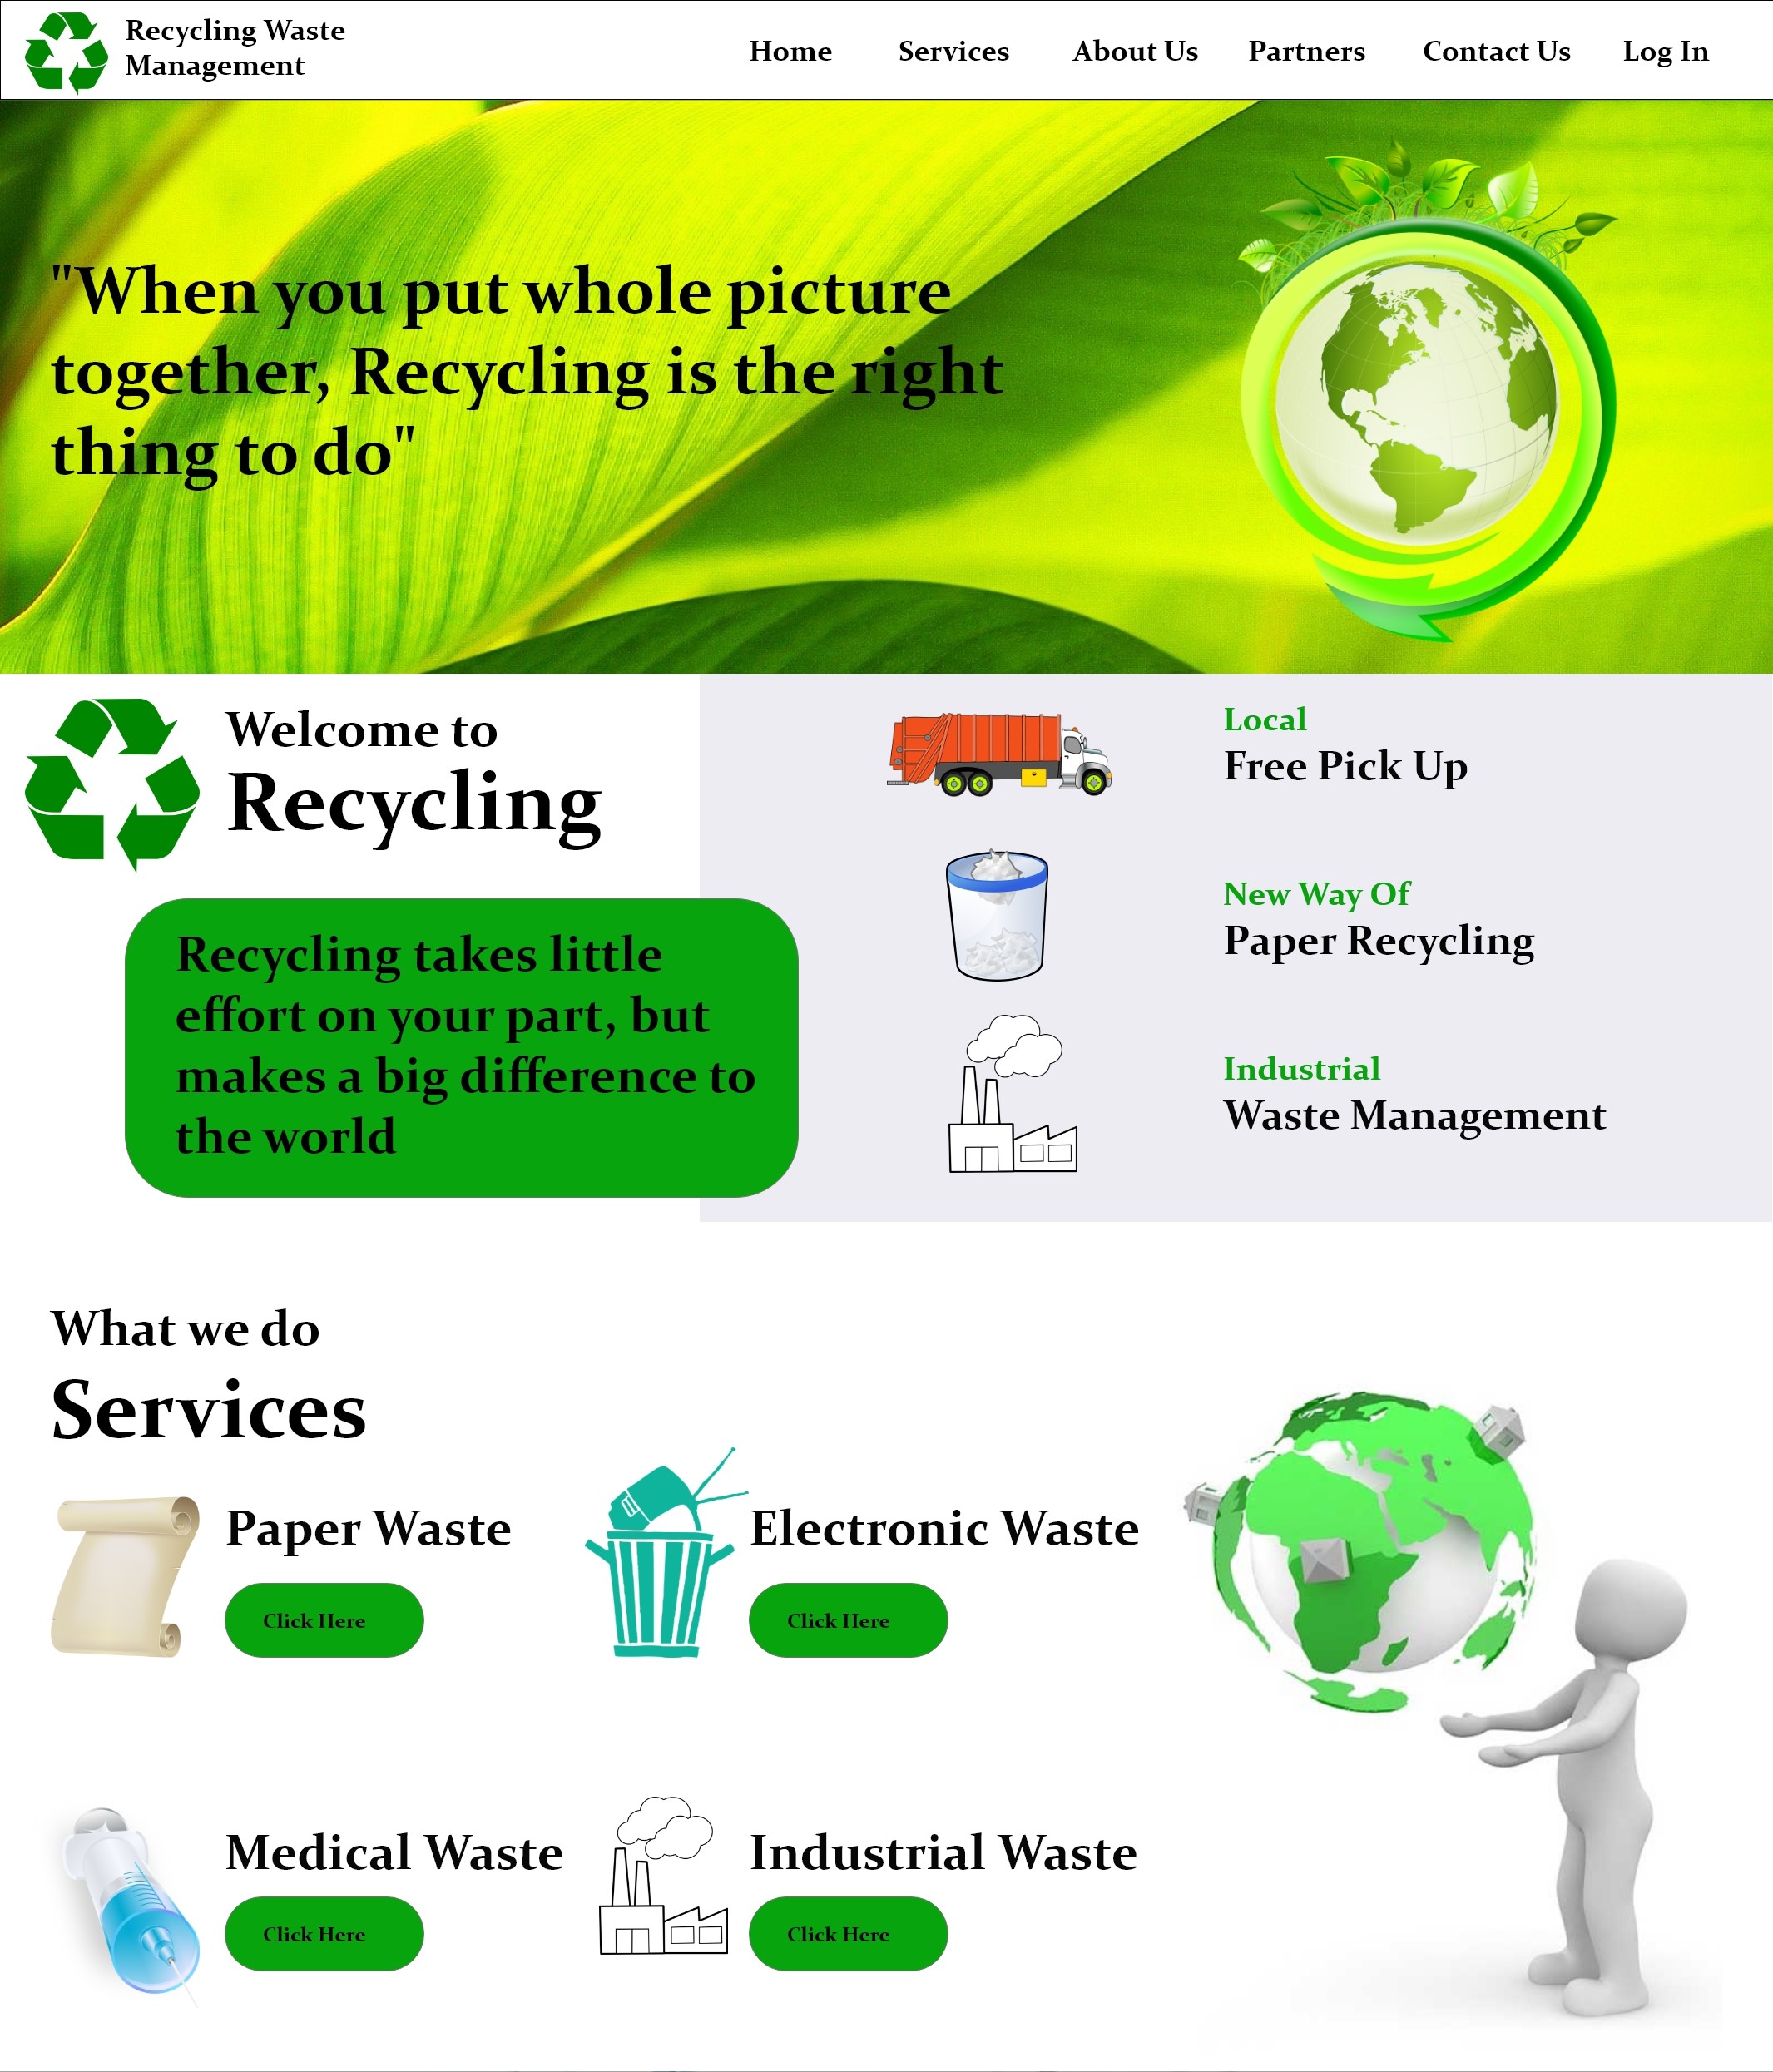 Recycling Waste
Management
Home Services About Us Partners Contact Us Log In
"When you put whole picture
together, Recycling is the right
thing to do"
Welcome to
Recycling
Recycling takes little
effort on your part, but
makes a big difference to
the world
Local
Free Pick Up
New Way Of
Paper Recycling
Industrial
Waste Management
What we do
Services
Paper Waste
Click Here
Electronic Waste
Click Here
Medical Waste
Click Here
Industrial Waste
Click Here